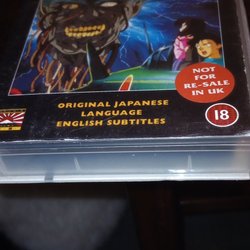 NOT
FOR
RE-SALE
IN UK
ORIGINAL JAPANESE
LANGUAGE
ENGLISH SUBTITLES
18